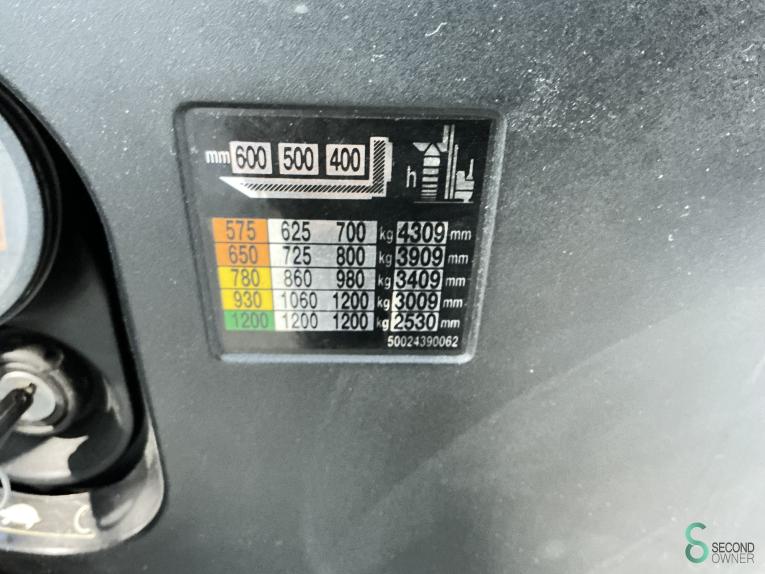 mm 600 500 400
h
575 625 700 kg 4309 mm
650 725 800 kg 3909 mm
780 860 980 kg 3409 mm
930 1060 1200 kg 3009 mm
1200 1200 1200 kg 2530 mm
50024390062
SECOND
OWNER